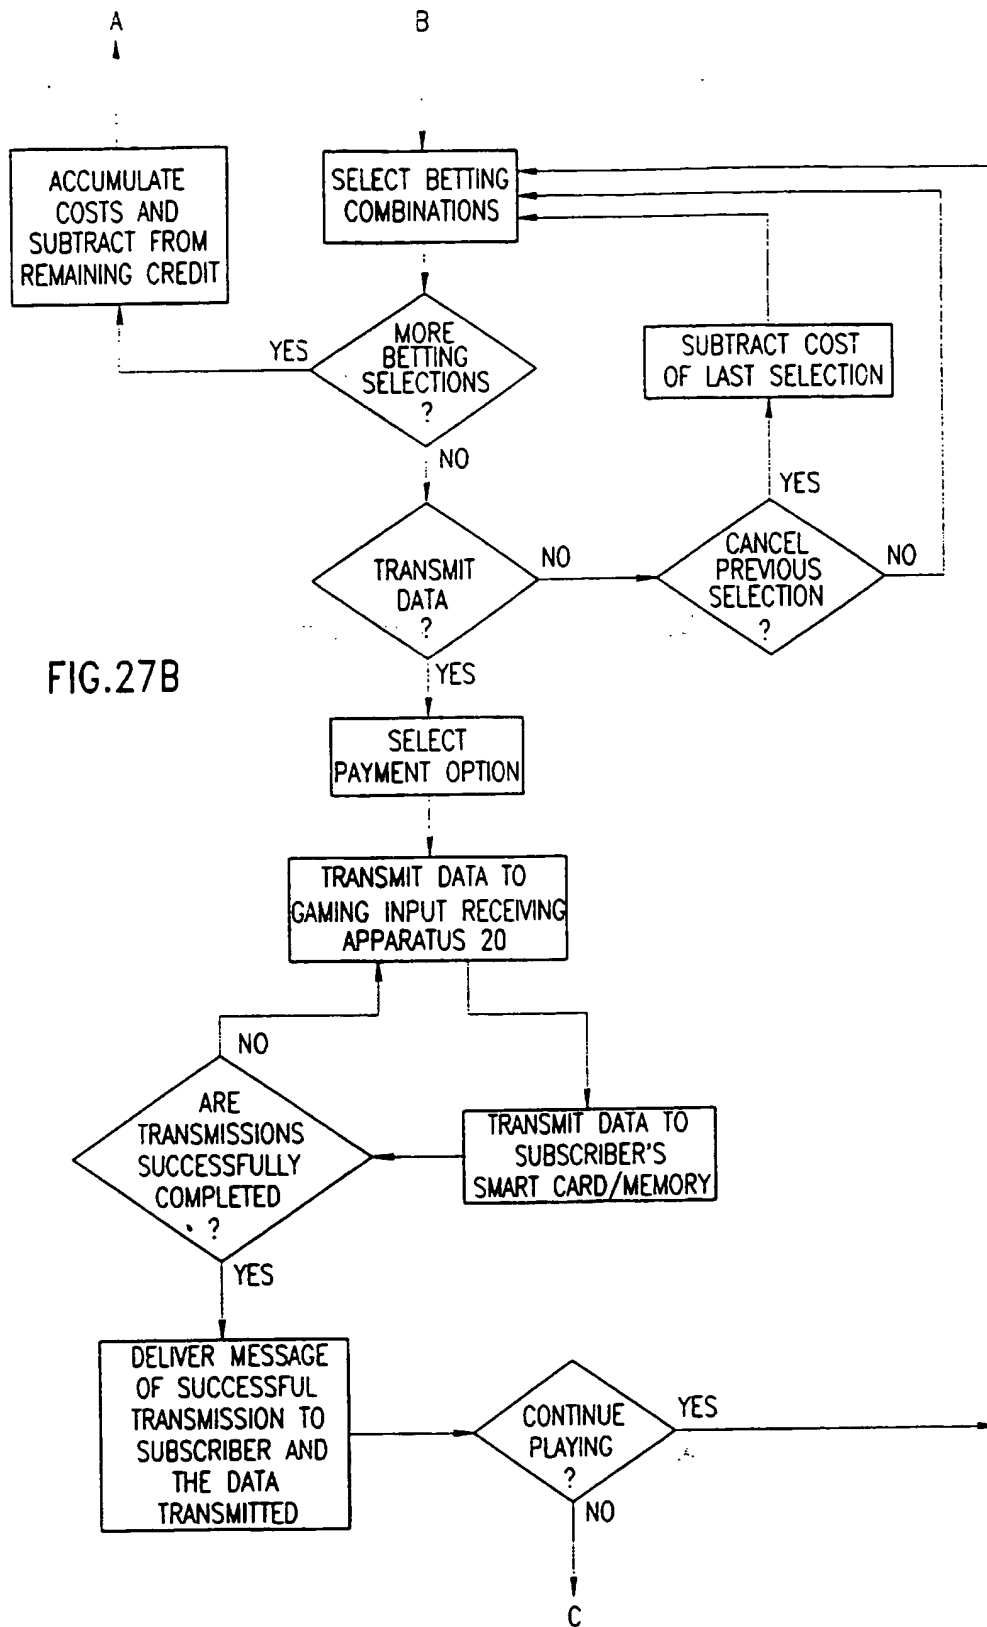 A
B
ACCUMULATE
COSTS AND
SUBTRACT FROM
REMAINING CREDIT
SELECT BETTING
COMBINATIONS
YES
MORE
BETTING
SELECTIONS
?
SUBTRACT COST
OF LAST SELECTION
NO
YES
TRANSMIT
DATA
?
NO
CANCEL
PREVIOUS
SELECTION
?
NO
FIG.27B
YES
SELECT
PAYMENT OPTION
TRANSMIT DATA TO
GAMING INPUT RECEIVING
APPARATUS 20
NO
ARE
TRANSMISSIONS
SUCCESSFULLY
COMPLETED
?
TRANSMIT DATA TO
SUBSCRIBER'S
SMART CARD/MEMORY
YES
DELIVER MESSAGE
OF SUCCESSFUL
TRANSMISSION TO
SUBSCRIBER AND
THE DATA
TRANSMITTED
CONTINUE
PLAYING
?
YES
NO
C